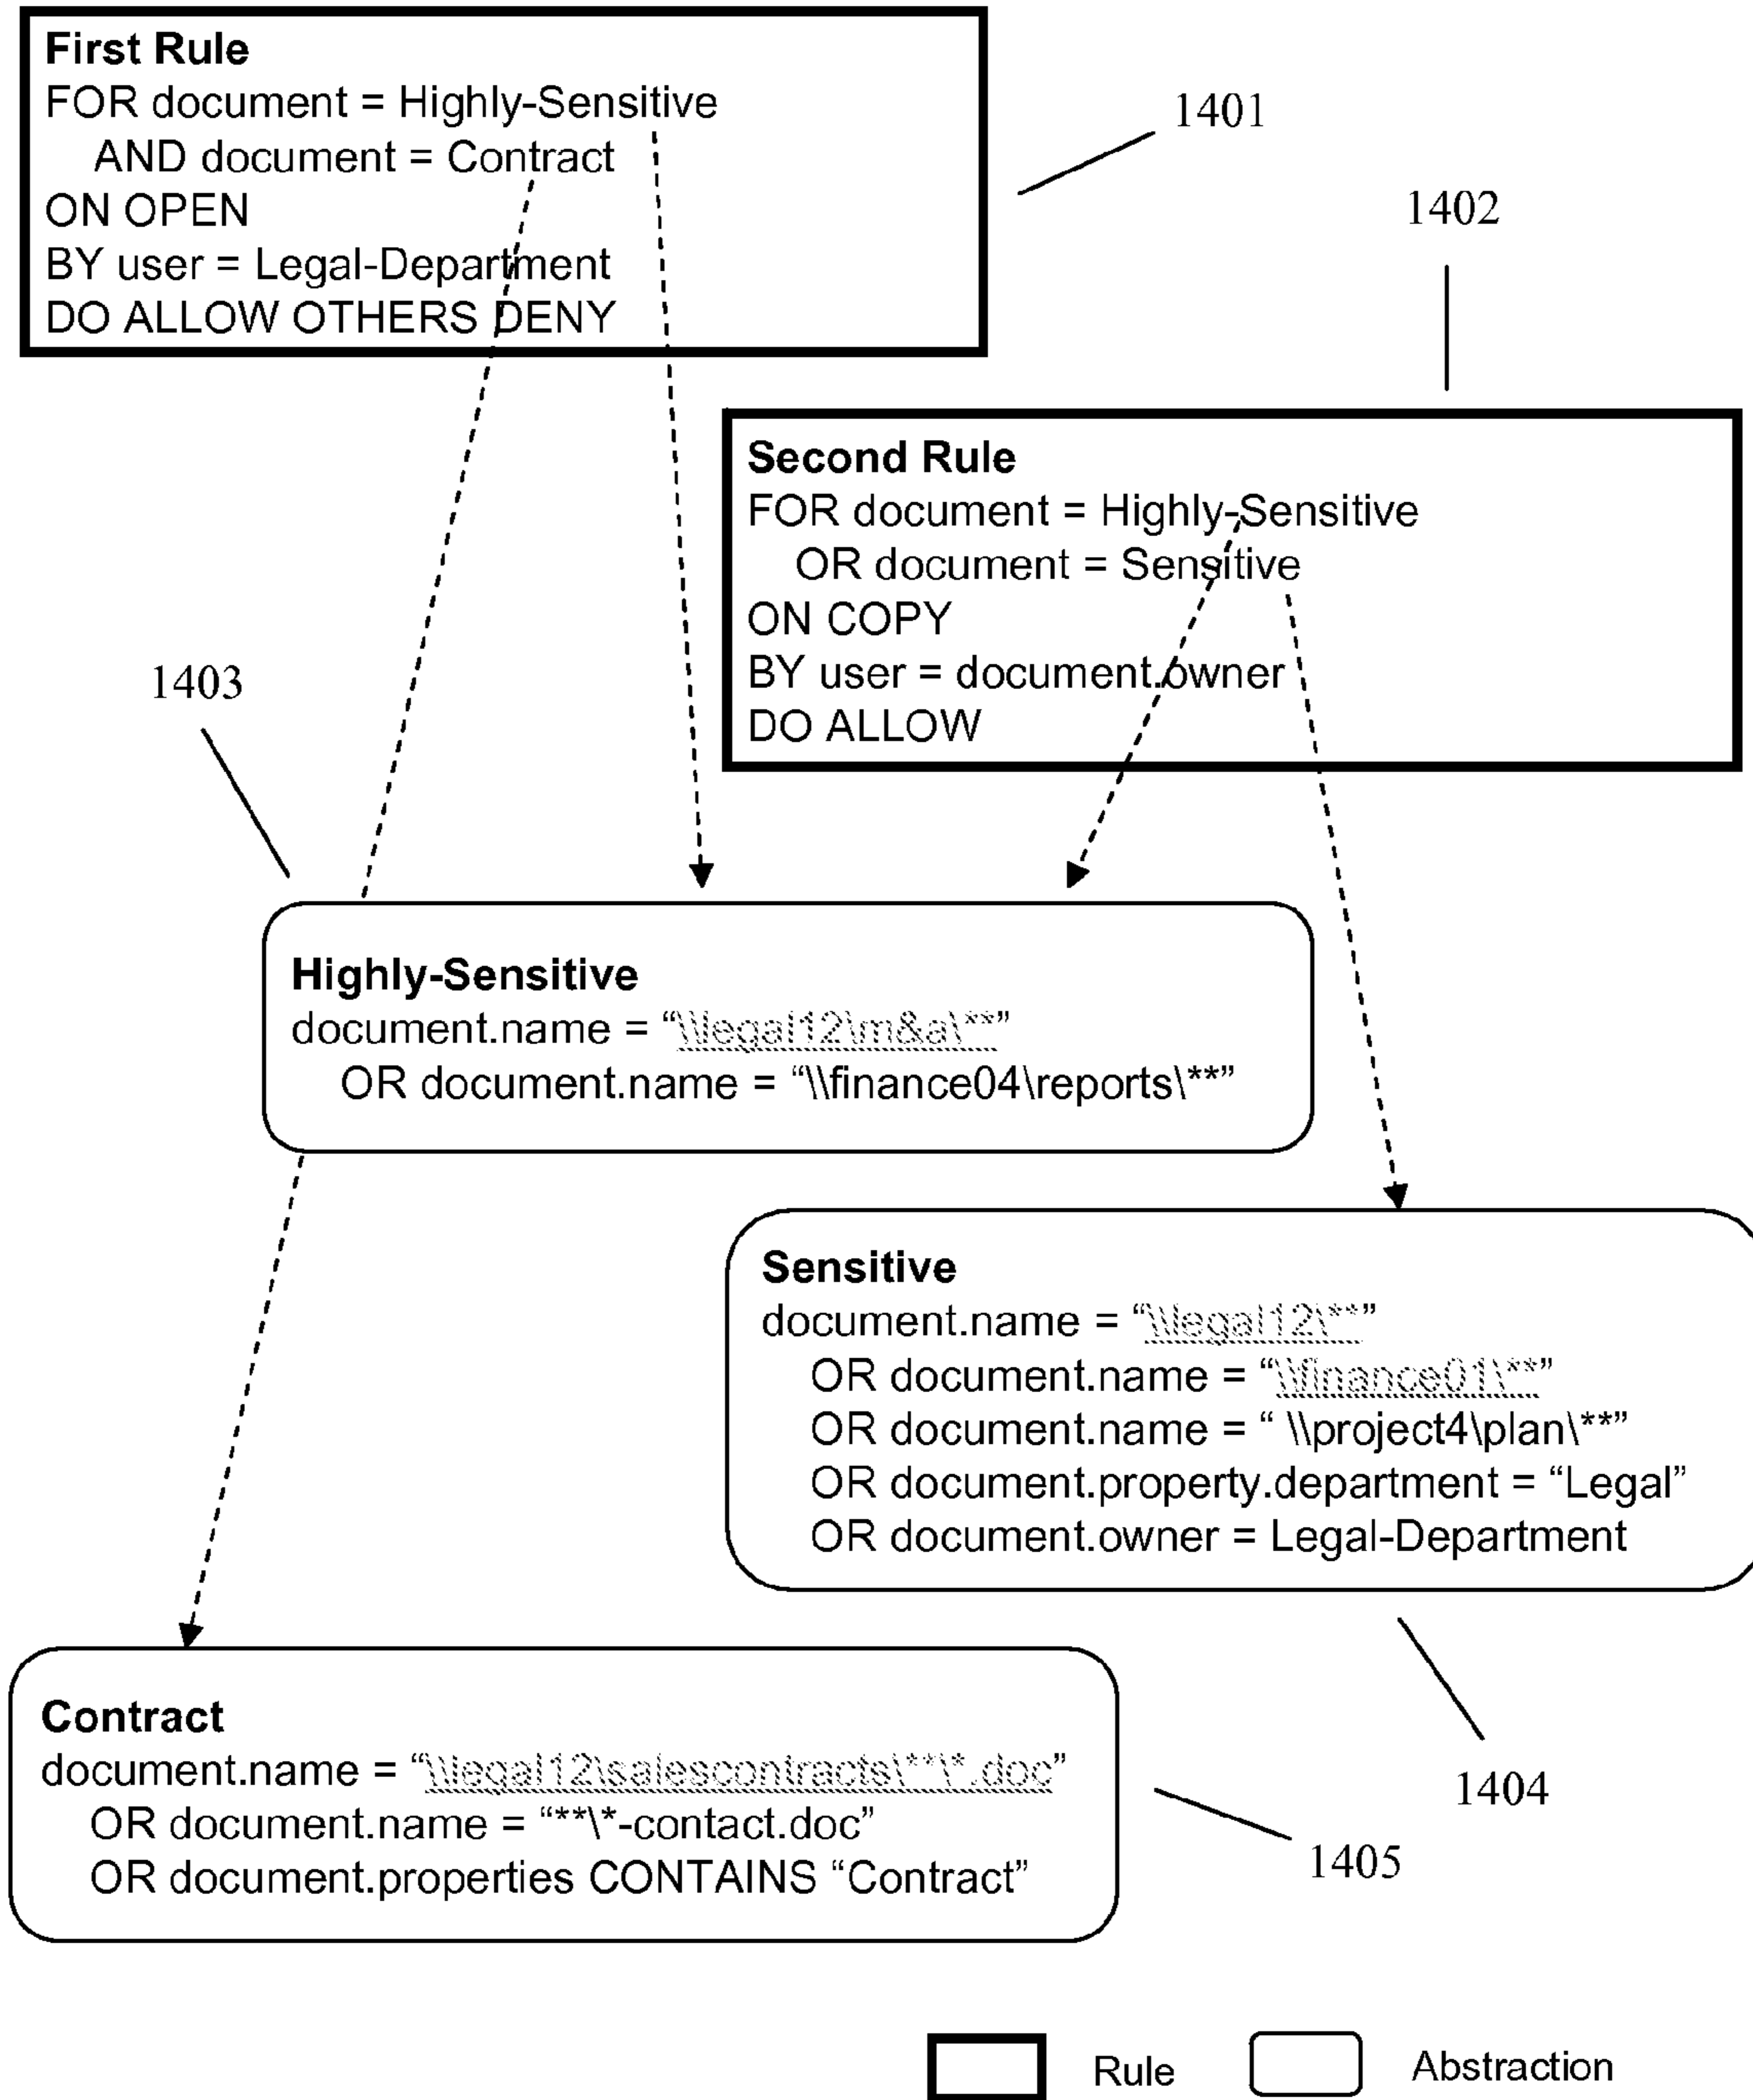 First Rule
FOR document = Highly-Sensitive
AND document = Contract
ON OPEN
BY user = Legal-Department
DO ALLOW OTHERS DENY
1401
1402
Second Rule
FOR document = Highly-Sensitive
OR document = Sensitive
ON COPY
BY user = document.owner
DO ALLOW
1403
Highly-Sensitive
document.name = “\\legal12\m&a\**”
OR document.name = “\\finance04\reports\**”
Sensitive
document.name = “\\legal12\**”
OR document.name = “\\finance01\**”
OR document.name = “ \\project4\plan\**”
OR document.property.department = “Legal”
OR document.owner = Legal-Department
1404
Contract
document.name = “\\legal12\salescontracts\**\*.doc”
OR document.name = “**\*-contact.doc”
OR document.properties CONTAINS “Contract”
1405
Rule
Abstraction